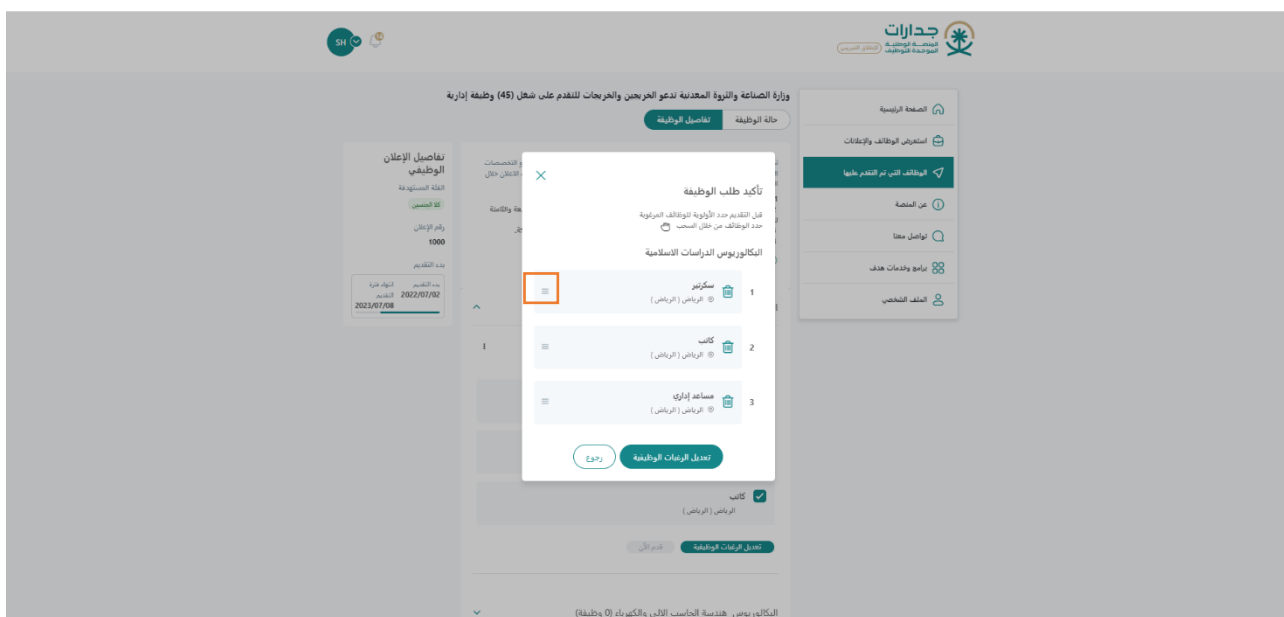 جدارات
المنصة الوطنية
الموحدة للتوظيف
SH
الصفحة الرئيسية
استعرض الوظائف والإعلانات
الوظائف التي تم التقدم عليها
عن المنصة
تواصل معنا
برامج وخدمات هدف
الملف الشخصي
وزارة الصناعة والثروة المعدنية تدعو الخريجين والخريجات للتقدم على شغل (45) وظيفة إدارية
حالة الوظيفة
تفاصيل الوظيفة
و التخصصات
الاعلان خلال
تأكيد طلب الوظيفة
قبل التقديم حدد الأولوية للوظائف المرغوبة
حدد الوظائف من خلال السحب
البكالوريوس الدراسات الاسلامية
1
سكرتير
الرياض ( الرياض )
2
كاتب
الرياض ( الرياض )
3
مساعد إداري
الرياض ( الرياض )
تعديل الرغبات الوظيفية
رجوع
كاتب
الرياض ( الرياض )
تعديل الرغبات الوظيفية
قدم الآن
البكالوريوس هندسة الحاسب الالي والكهرباء (0 وظيفة)
تفاصيل الإعلان
الوظيفي
الفئة المستهدفة
كلا الجنسين
رقم الإعلان
1000
بدء التقديم
بدء التقديم
2022/07/02
انتهاء فترة
التقديم
2023/07/08